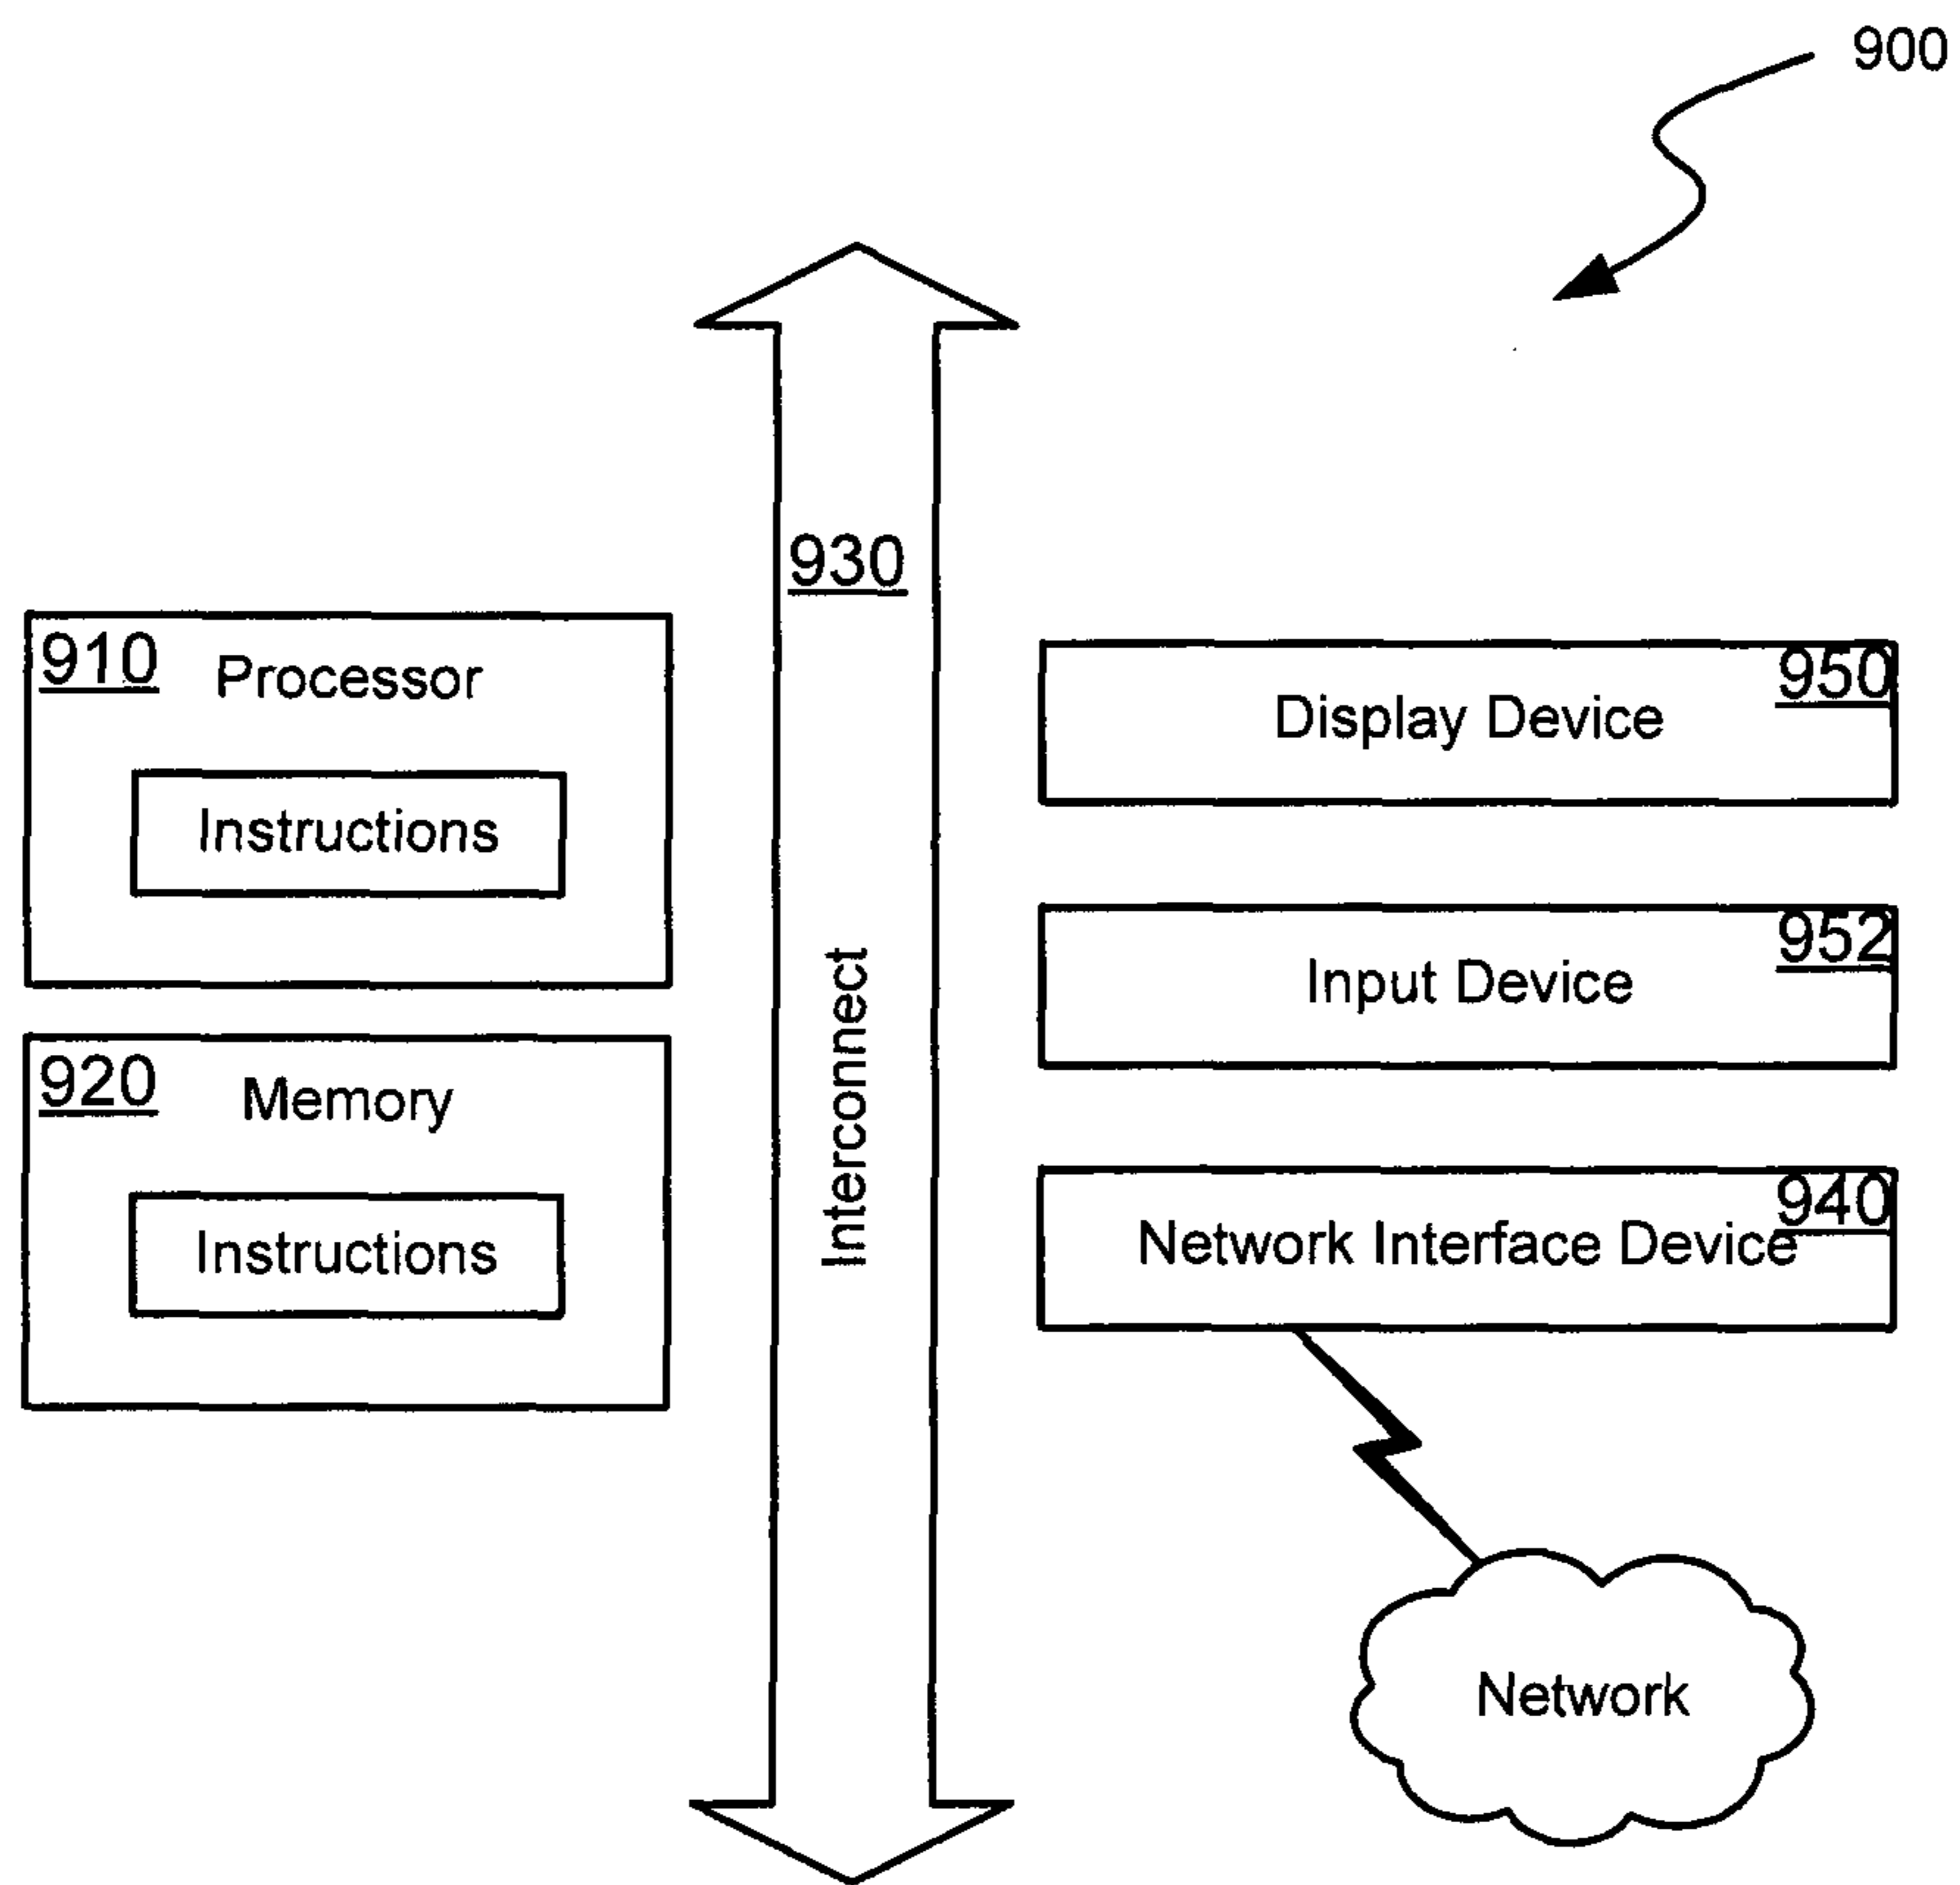 900
930
910
Processor
Instructions
920
Memory
Instructions
Interconnect
950
Display Device
952
Input Device
940
Network Interface Device
Network